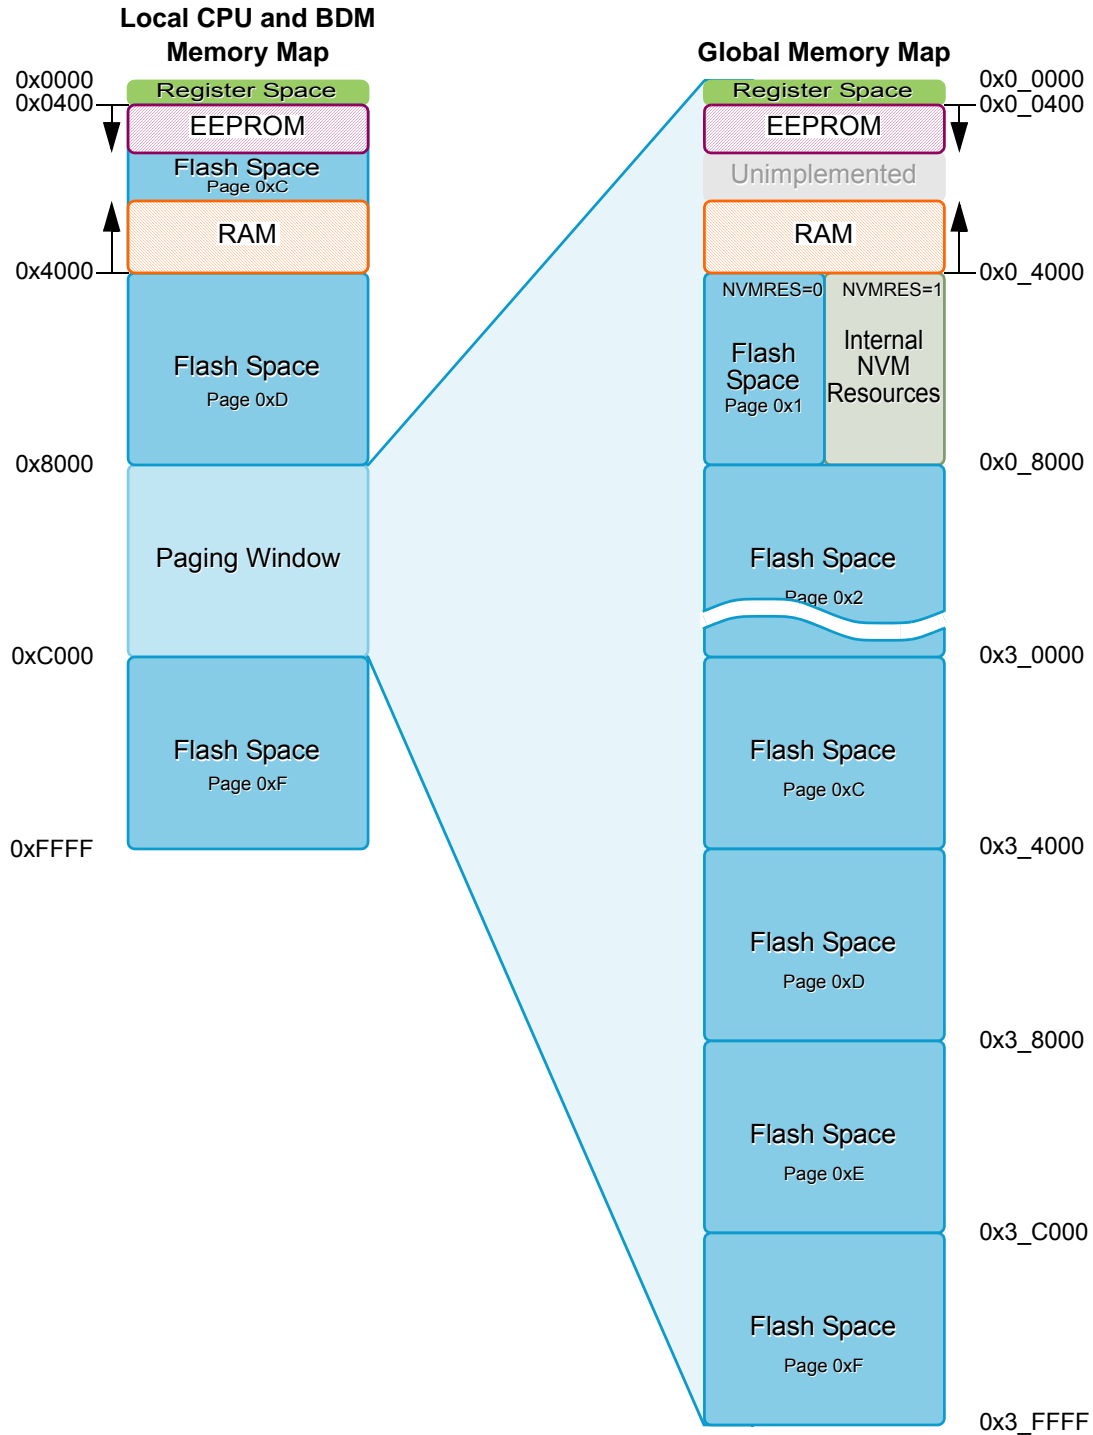 Local CPU and BDM
Memory Map
0x0000
Register Space
0x0400
EEPROM
Flash Space
Page 0xC
RAM
0x4000
Flash Space
Page 0xD
0x8000
Paging Window
0xC000
Flash Space
Page 0xF
0xFFFF
Global Memory Map
0x0_0000
Register Space
0x0_0400
EEPROM
Unimplemented
RAM
0x0_4000
NVMRES=0
NVMRES=1
Flash
Space
Page 0x1
Internal
NVM
Resources
0x0_8000
Flash Space
Page 0x2
0x3_0000
Flash Space
Page 0xC
0x3_4000
Flash Space
Page 0xD
0x3_8000
Flash Space
Page 0xE
0x3_C000
Flash Space
Page 0xF
0x3_FFFF